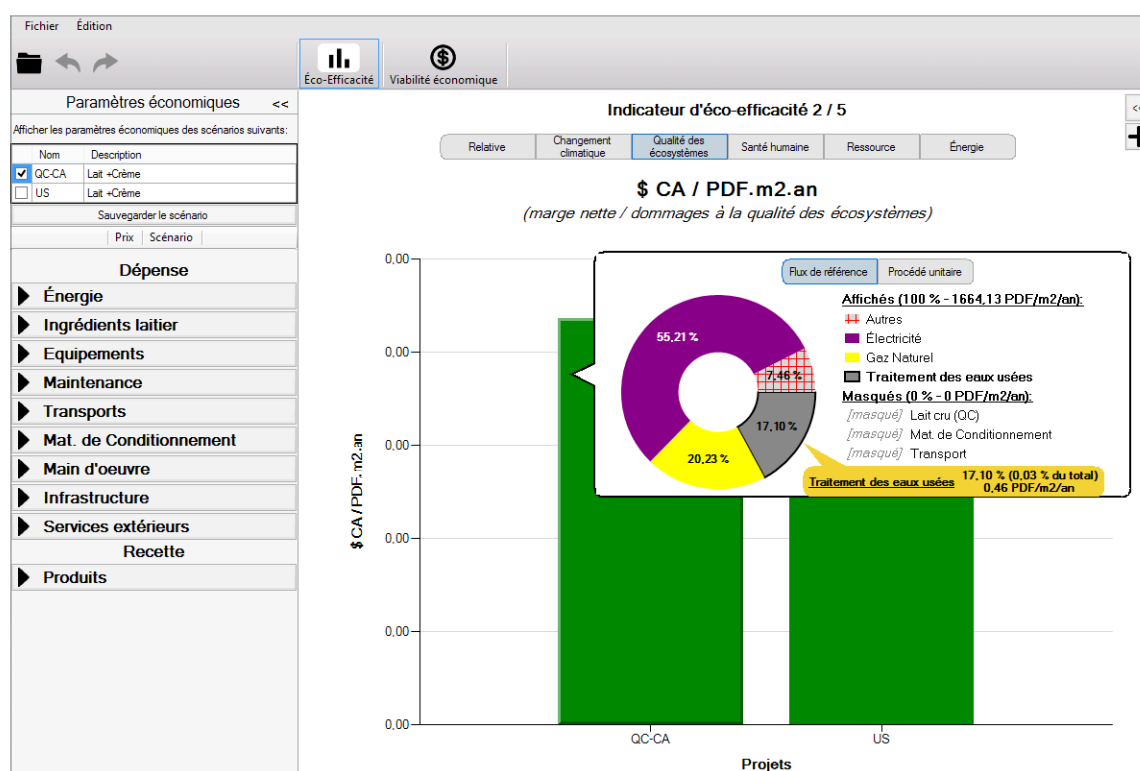 Fichier Édition
Éco-Efficacité Viabilité économique
Paramètres économiques <<
Afficher les paramètres économiques des scénarios suivants:
Nom Description
QC-CA Lait +Crème
US Lait +Crème
Sauvegarder le scénario
Prix Scénario
Dépense
Énergie
Ingrédients laitier
Equipements
Maintenance
Transports
Mat. de Conditionnement
Main d'oeuvre
Infrastructure
Services extérieurs
Recette
Produits
Indicateur d'éco-efficacité 2 / 5
Relative
Changement climatique
Qualité des écosystèmes
Santé humaine
Ressource
Énergie
$ CA / PDF.m2.an
(marge nette / dommages à la qualité des écosystèmes)
$ CA / PDF. m2.an
0,00
0,00
0,00
0,00
0,00
0,00
Flux de référence Procédé unitaire
55,21 %
7,46 %
17,10 %
20,23 %
Affichés (100 % - 1664,13 PDF/m2/an):
Autres
Électricité
Gaz Naturel
Traitement des eaux usées
Masqués (0 % - 0 PDF/m2/an):
[masqué] Lait cru (QC)
[masqué] Mat. de Conditionnement
[masqué] Transport
Traitement des eaux usées 17,10 % (0,03 % du total)
0,46 PDF/m2/an
QC-CA US
Projets